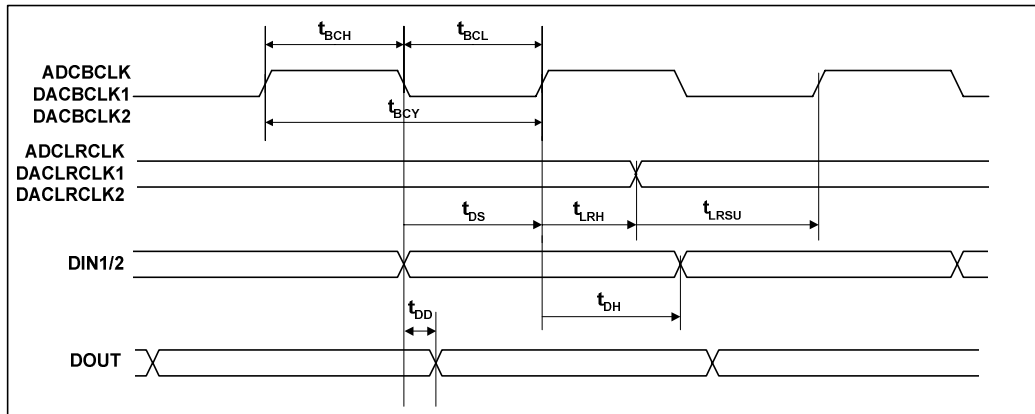 tBCH
tBCL
ADCBCLK
DACBCLK1
DACBCLK2
tBCY
ADCLRCLK
DACLRCLK1
DACLRCLK2
tDS
tLRH
tLRSU
DIN1/2
tDH
tDD
DOUT